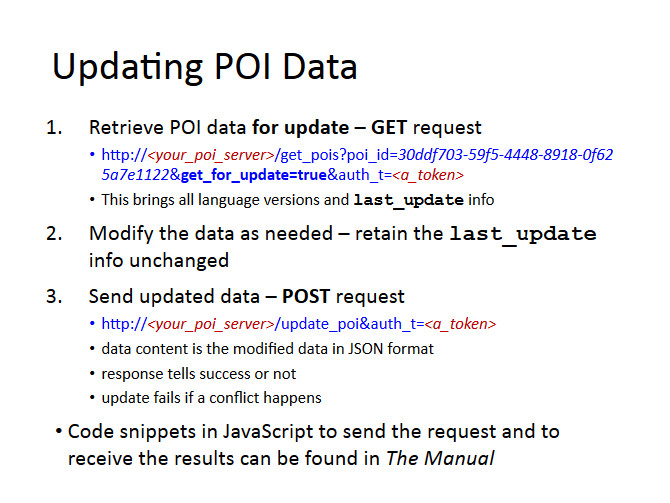 Updating POI Data
1. Retrieve POI data for update – GET request
• http://<your_poi_server>/get_pois?poi_id=30ddf703-59f5-4448-8918-0f62
5a7e1122&get_for_update=true&auth_t=<a_token>
• This brings all language versions and last_update info
2. Modify the data as needed – retain the last_update
info unchanged
3. Send updated data – POST request
• http://<your_poi_server>/update_poi&auth_t=<a_token>
• data content is the modified data in JSON format
• response tells success or not
• update fails if a conflict happens
• Code snippets in JavaScript to send the request and to
receive the results can be found in The Manual